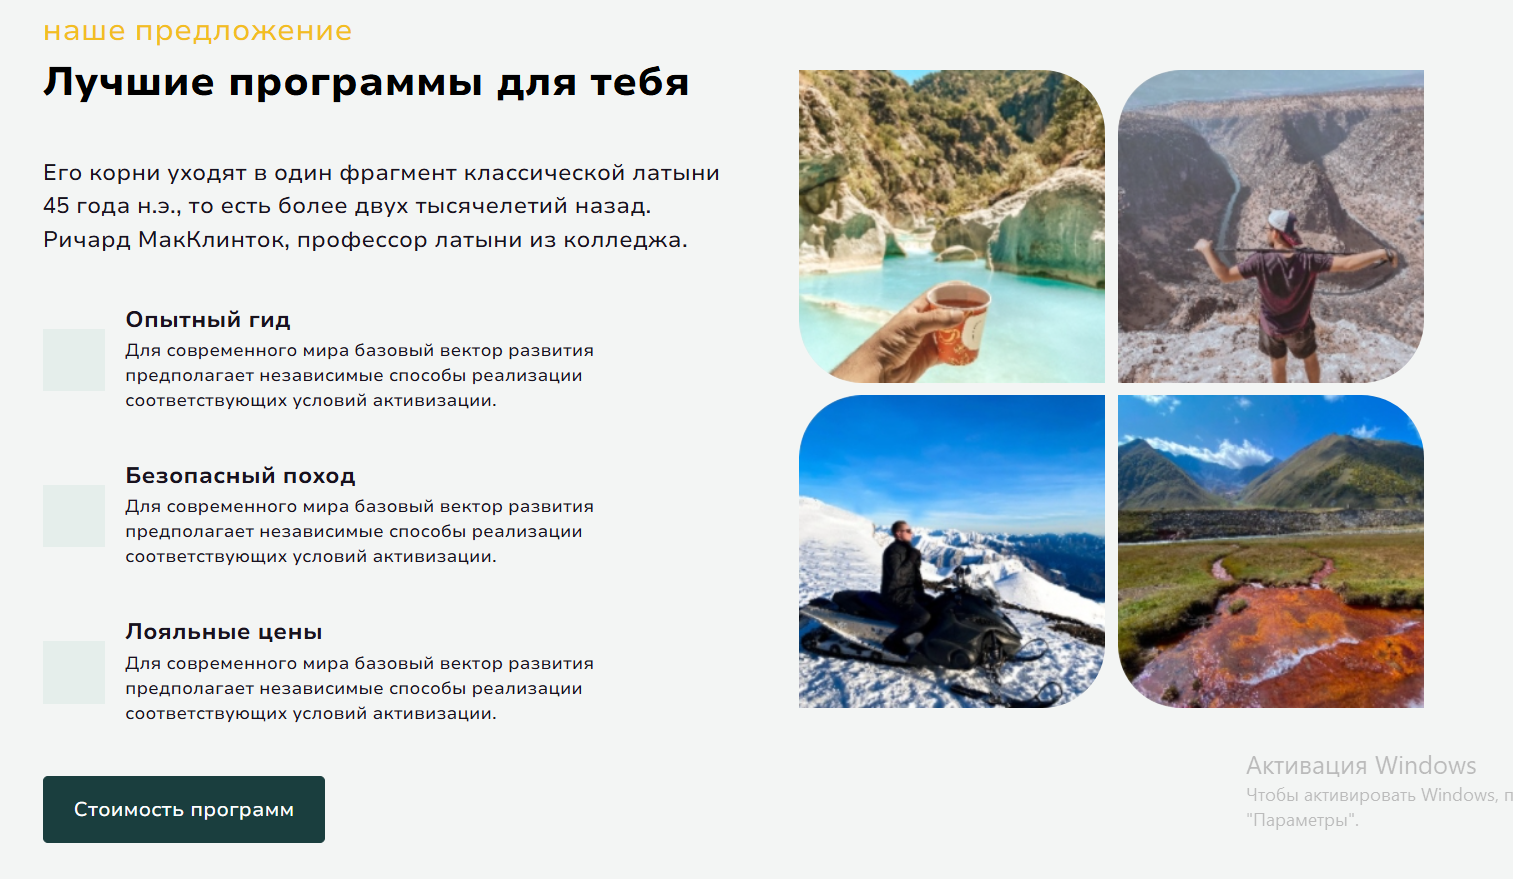 наше предложение
Лучшие программы для тебя
Его корни уходят в один фрагмент классической латыни
45 года н.э., то есть более двух тысячелетий назад.
Ричард МакКлинток, профессор латыни из колледжа.
Опытный гид
Для современного мира базовый вектор развития
предполагает независимые способы реализации
соответствующих условий активизации.
Безопасный поход
Для современного мира базовый вектор развития
предполагает независимые способы реализации
соответствующих условий активизации.
Лояльные цены
Для современного мира базовый вектор развития
предполагает независимые способы реализации
соответствующих условий активизации.
Стоимость программ
Активация Windows
Чтобы активировать Windows, п
"Параметры".